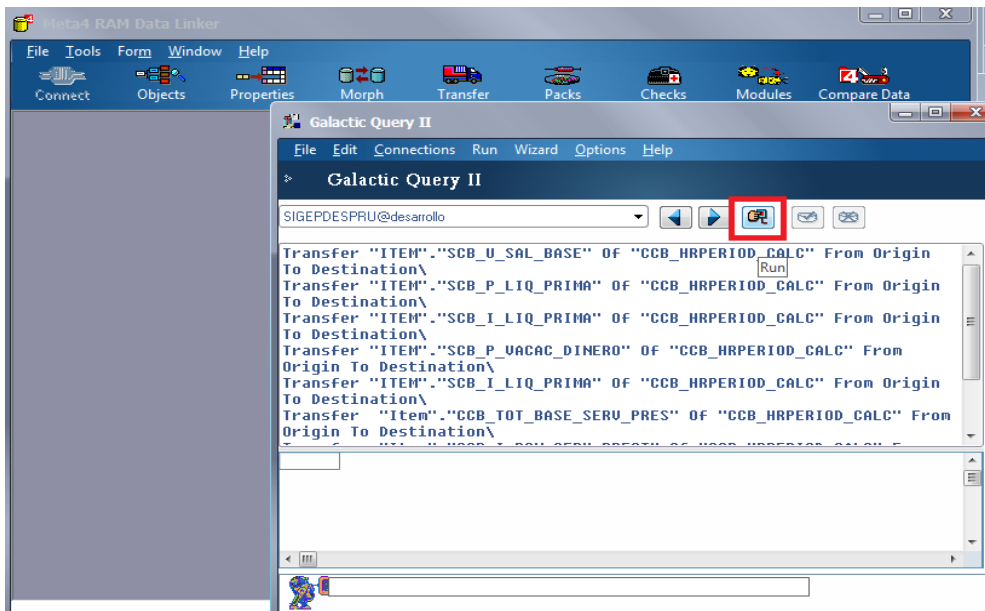 Meta4 RAM Data Linker
File Tools Form Window Help
Connect Objects Properties Morph Transfer Packs Checks Modules Compare Data
Galactic Query II
File Edit Connections Run Wizard Options Help
Galactic Query II
SIGEPDESPRU@desarrollo
Transfer "ITEM"."SCB_U_SAL_BASE" Of "CCB_HRPERIOD_CALC" From Origin
To Destination\
Run
Transfer "ITEM"."SCB_P_LIQ_PRIMA" Of "CCB_HRPERIOD_CALC" From Origin
To Destination\
Transfer "ITEM"."SCB_I_LIQ_PRIMA" Of "CCB_HRPERIOD_CALC" From Origin
To Destination\
Transfer "ITEM"."SCB_P_VACAC_DINERO" Of "CCB_HRPERIOD_CALC" From
Origin To Destination\
Transfer "ITEM"."SCB_I_LIQ_PRIMA" Of "CCB_HRPERIOD_CALC" From Origin
To Destination\
Transfer "Item"."CCB_TOT_BASE_SERV_PRES" Of "CCB_HRPERIOD_CALC" From
Origin To Destination\